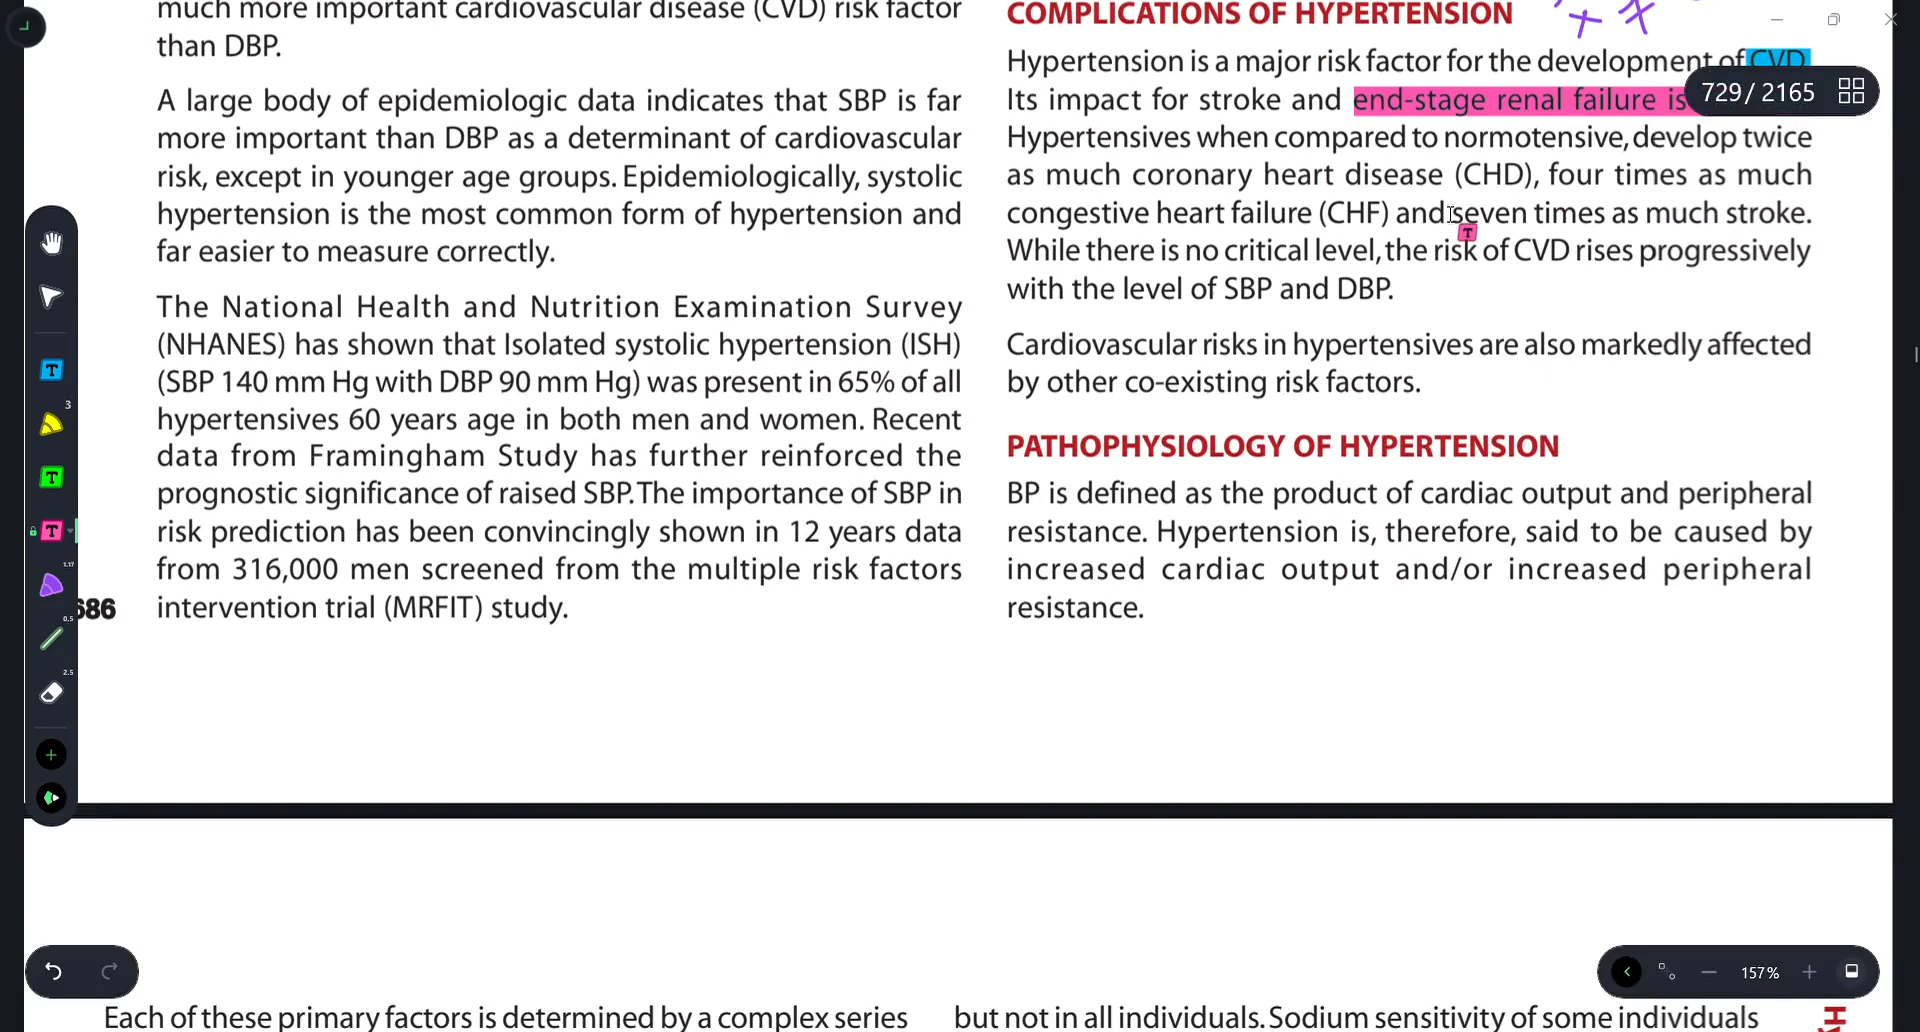 much more important cardiovascular disease (CVD) risk factor
than DBP.
A large body of epidemiologic data indicates that SBP is far
more important than DBP as a determinant of cardiovascular
risk, except in younger age groups. Epidemiologically, systolic
hypertension is the most common form of hypertension and
far easier to measure correctly.
The National Health and Nutrition Examination Survey
(NHANES) has shown that Isolated systolic hypertension (ISH)
(SBP 140 mm Hg with DBP 90 mm Hg) was present in 65% of all
hypertensives 60 years age in both men and women. Recent
data from Framingham Study has further reinforced the
prognostic significance of raised SBP. The importance of SBP in
risk prediction has been convincingly shown in 12 years data
from 316,000 men screened from the multiple risk factors
intervention trial (MRFIT) study.
686
COMPLICATIONS OF HYPERTENSION
Hypertension is a major risk factor for the development of CVD.
Its impact for stroke and end-stage renal failure is
Hypertensives when compared to normotensive, develop twice
as much coronary heart disease (CHD), four times as much
congestive heart failure (CHF) and seven times as much stroke.
While there is no critical level, the risk of CVD rises progressively
with the level of SBP and DBP.
Cardiovascular risks in hypertensives are also markedly affected
by other co-existing risk factors.
PATHOPHYSIOLOGY OF HYPERTENSION
BP is defined as the product of cardiac output and peripheral
resistance. Hypertension is, therefore, said to be caused by
increased cardiac output and/or increased peripheral
resistance.
Each of these primary factors is determined by a complex series
but not in all individuals. Sodium sensitivity of some individuals
729 / 2165
T
3
T
T
1.17
0.5
2.5
T
157%
H